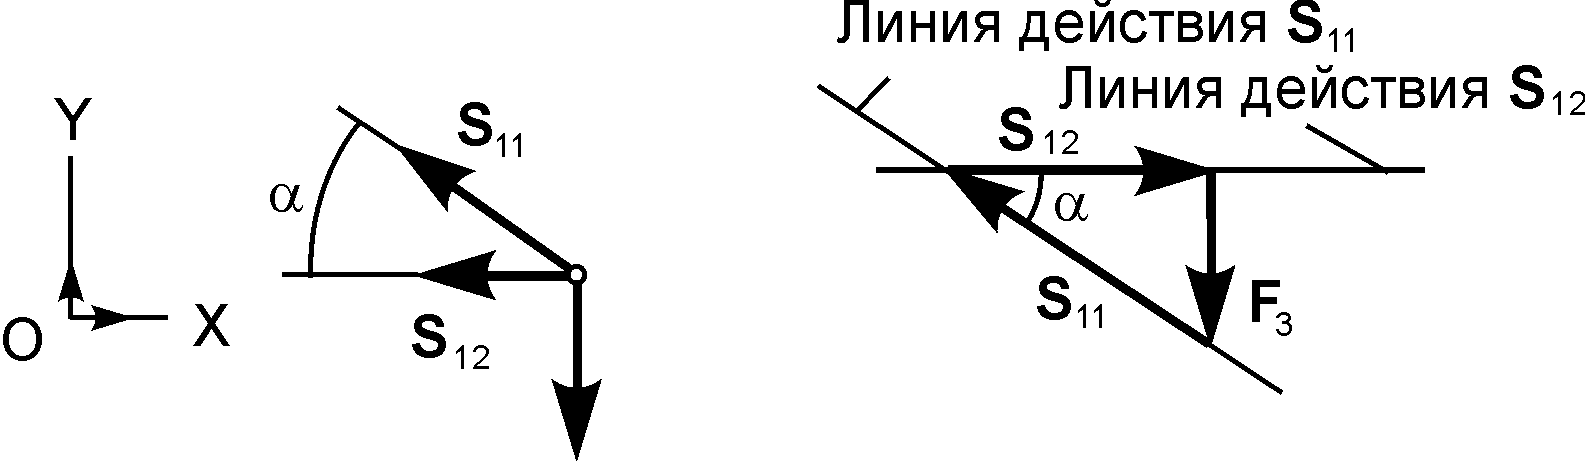 Линия действия S11
Линия действия S12
Y
S11
S12
α
α
S11
F3
O
X
S12